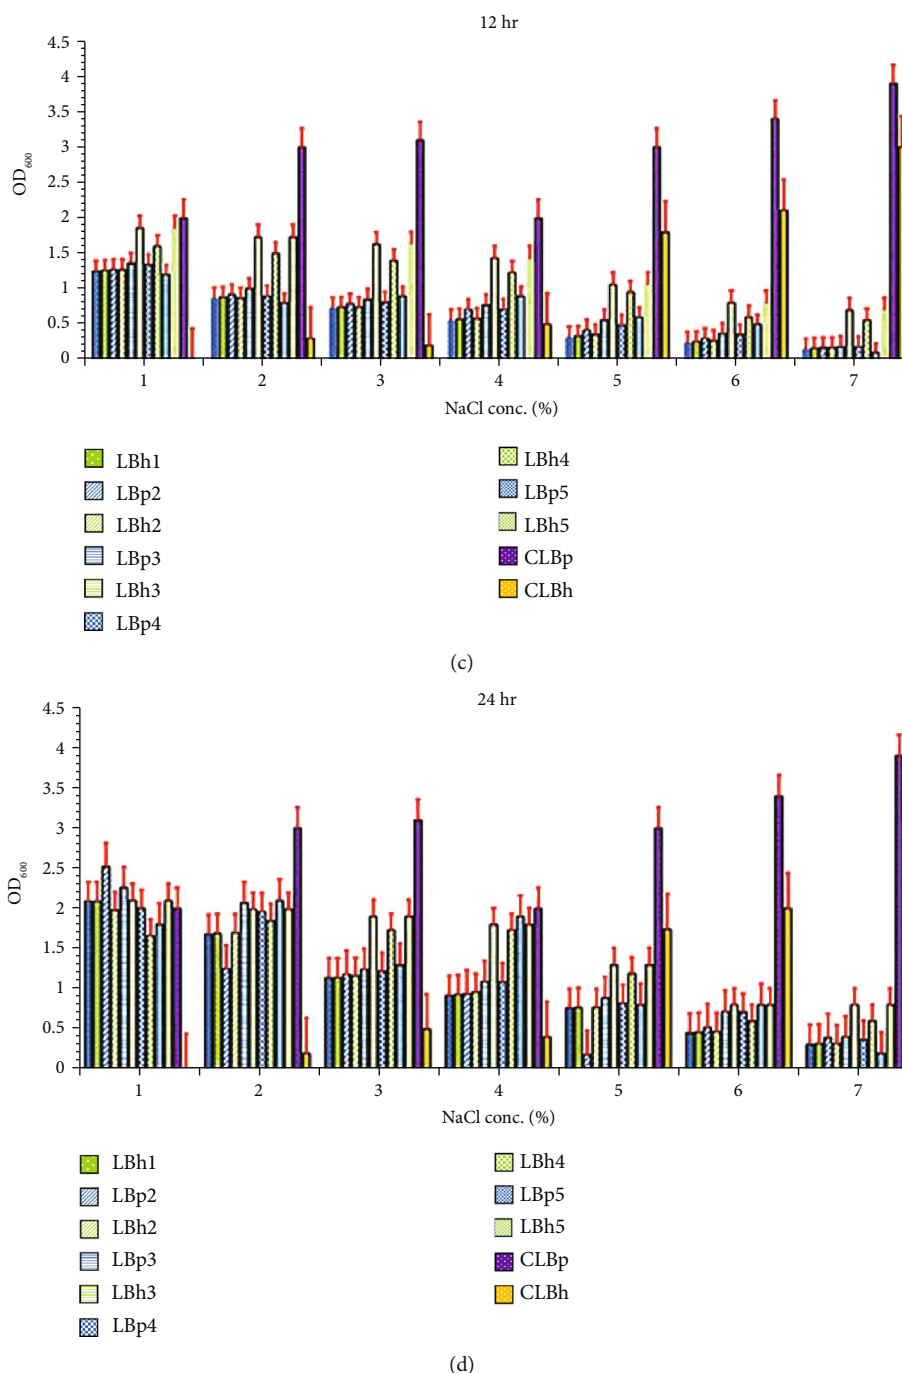 12 hr
4.5
4
3.5
3
2.5
2
1.5
1
0.5
0
OD600
1 2 3 4 5 6 7
NaCl conc. (%)
LBh1
LBp2
LBh2
LBp3
LBh3
LBp4
LBh4
LBp5
LBh5
CLBp
CLBh
(c)
24 hr
4.5
4
3.5
3
2.5
2
1.5
1
0.5
0
OD600
1 2 3 4 5 6 7
NaCl conc. (%)
LBh1
LBp2
LBh2
LBp3
LBh3
LBp4
LBh4
LBp5
LBh5
CLBp
CLBh
(d)